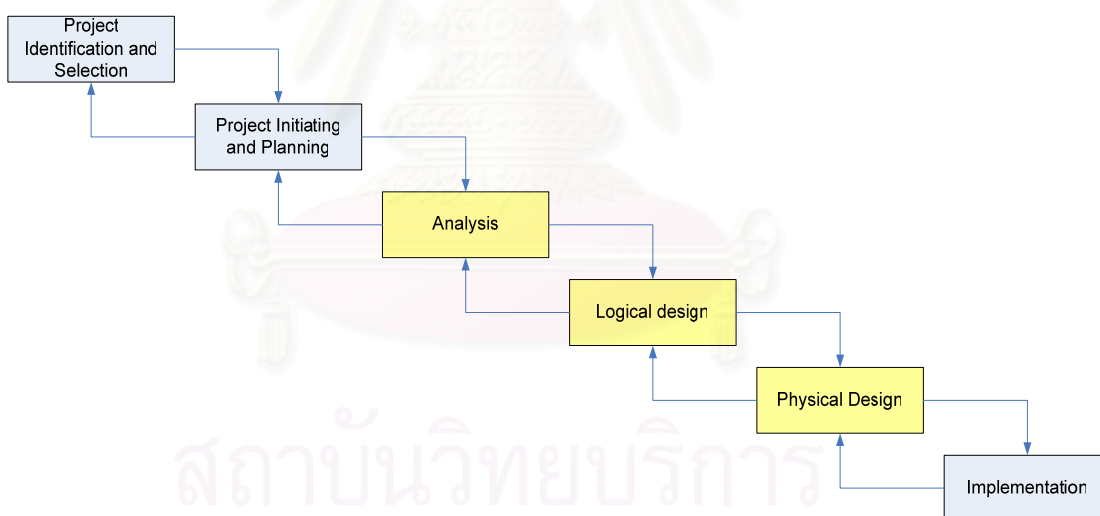 Project
Identification and
Selection
Project Initiating
and Planning
Analysis
Logical design
Physical Design
Implementation
สถาบันวิทยบริการ